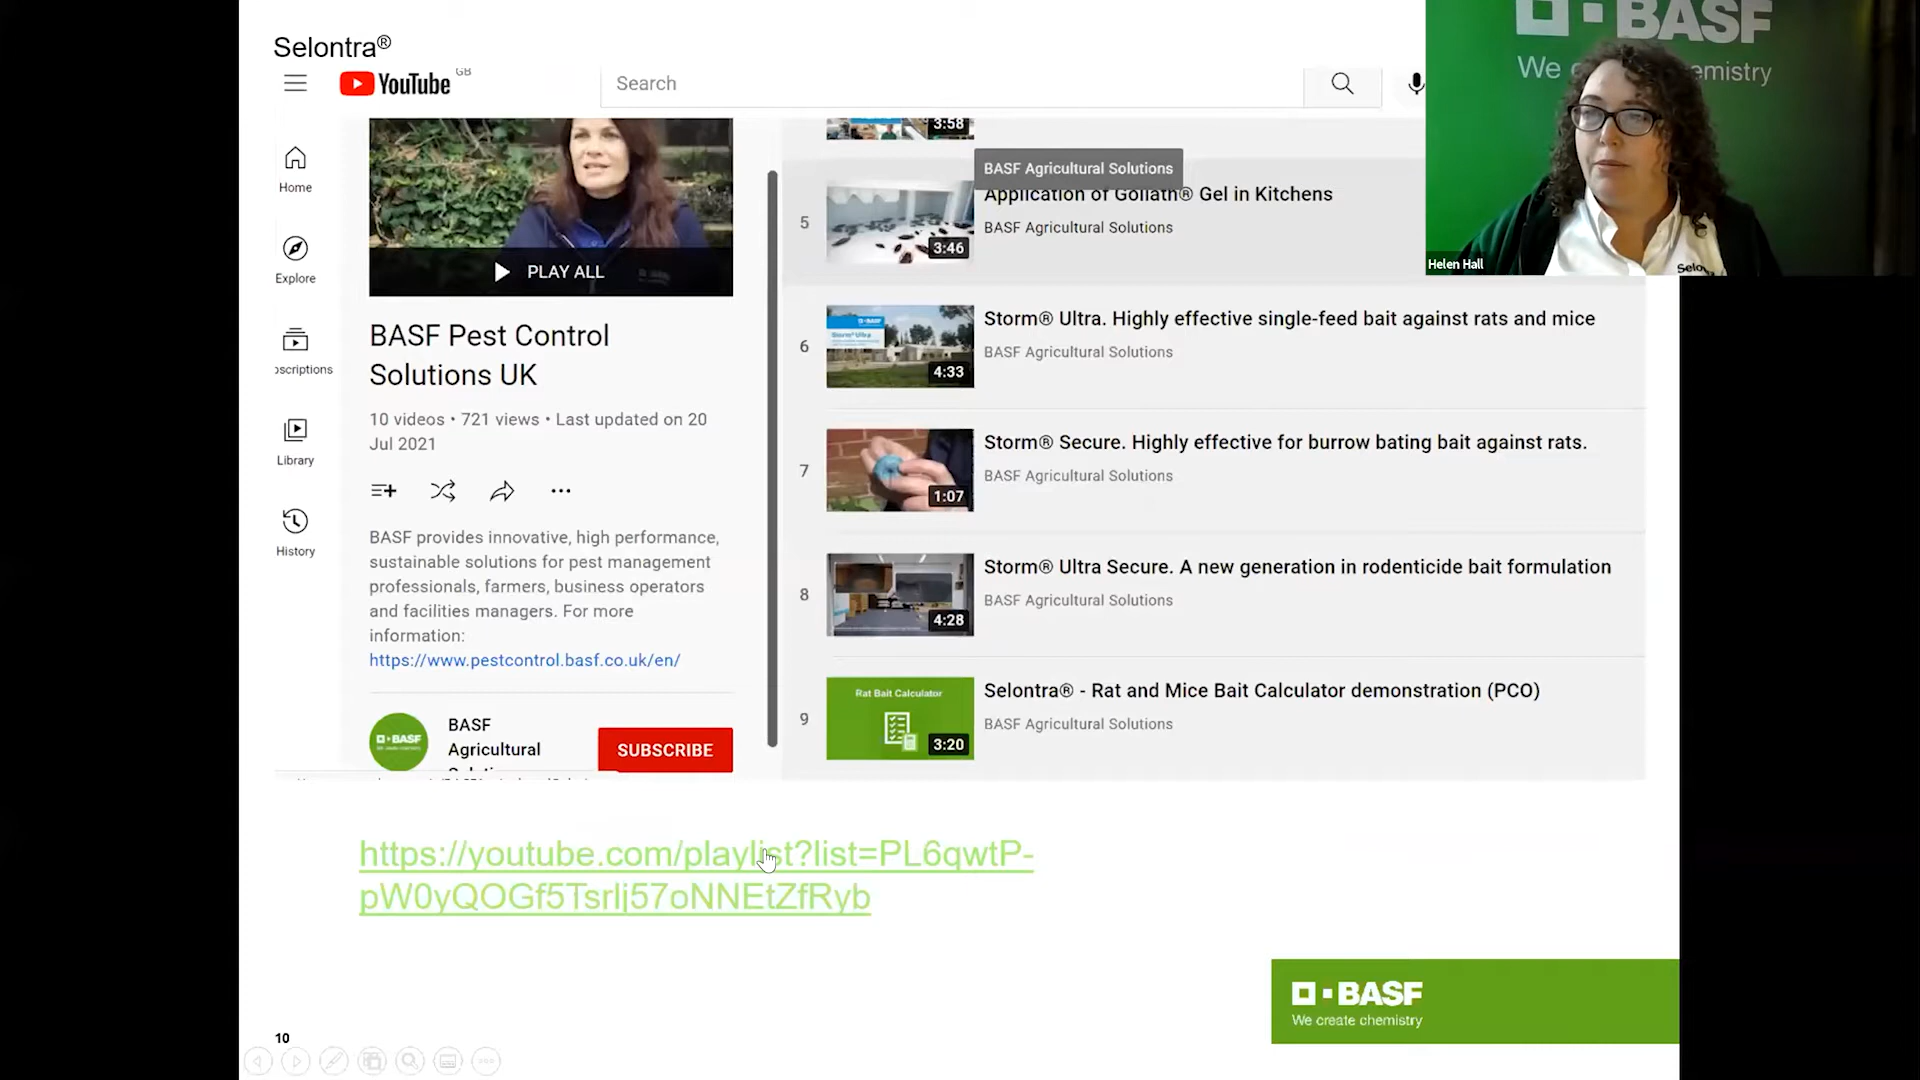 Selontra®
YouTube GB
Search
BASF
We create chemistry
Helen Hall
Home
Explore
Library
History
PLAY ALL
BASF Pest Control
Solutions UK
10 videos • 721 views • Last updated on 20
Jul 2021
BASF provides innovative, high performance,
sustainable solutions for pest management
professionals, farmers, business operators
and facilities managers. For more
information:
https://www.pestcontrol.basf.co.uk/en/
BASF
Agricultural
SUBSCRIBE
3:58
BASF Agricultural Solutions
5
3:46
Application of Goliath® Gel in Kitchens
BASF Agricultural Solutions
6
4:33
Storm® Ultra. Highly effective single-feed bait against rats and mice
BASF Agricultural Solutions
7
1:07
Storm® Secure. Highly effective for burrow bating bait against rats.
BASF Agricultural Solutions
8
4:28
Storm® Ultra Secure. A new generation in rodenticide bait formulation
BASF Agricultural Solutions
9
Rat Bait Calculator
3:20
Selontra® - Rat and Mice Bait Calculator demonstration (PCO)
BASF Agricultural Solutions
https://youtube.com/playlist?list=PL6qwtP-
pW0yQOGf5Tsrlj57oNNEtZfRyb
BASF
We create chemistry
10